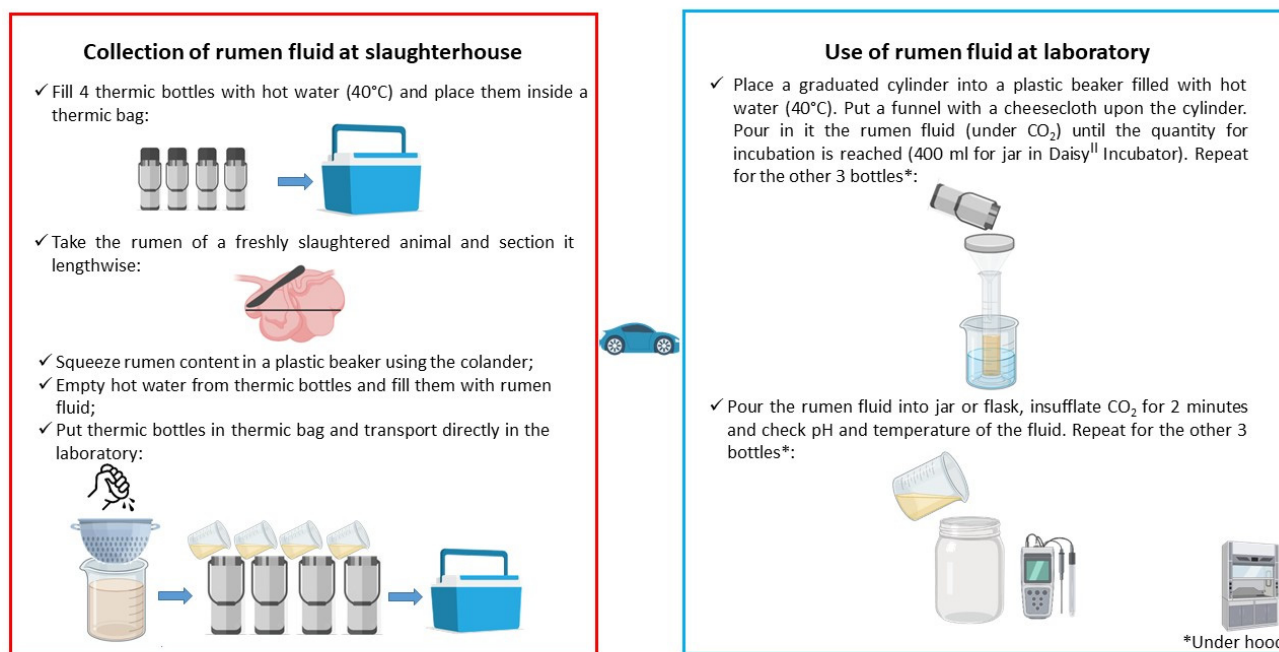 Collection of rumen fluid at slaughterhouse
✓ Fill 4 thermic bottles with hot water (40°C) and place them inside a
thermic bag:
✓ Take the rumen of a freshly slaughtered animal and section it
lengthwise:
✓ Squeeze rumen content in a plastic beaker using the colander;
✓ Empty hot water from thermic bottles and fill them with rumen
fluid;
✓ Put thermic bottles in thermic bag and transport directly in the
laboratory:
Use of rumen fluid at laboratory
✓ Place a graduated cylinder into a plastic beaker filled with hot
water (40°C). Put a funnel with a cheesecloth upon the cylinder.
Pour in it the rumen fluid (under CO₂) until the quantity for
incubation is reached (400 ml for jar in Daisyᴵᴵ Incubator). Repeat
for the other 3 bottles*:
✓ Pour the rumen fluid into jar or flask, insufflate CO₂ for 2 minutes
and check pH and temperature of the fluid. Repeat for the other 3
bottles*:
*Under hood